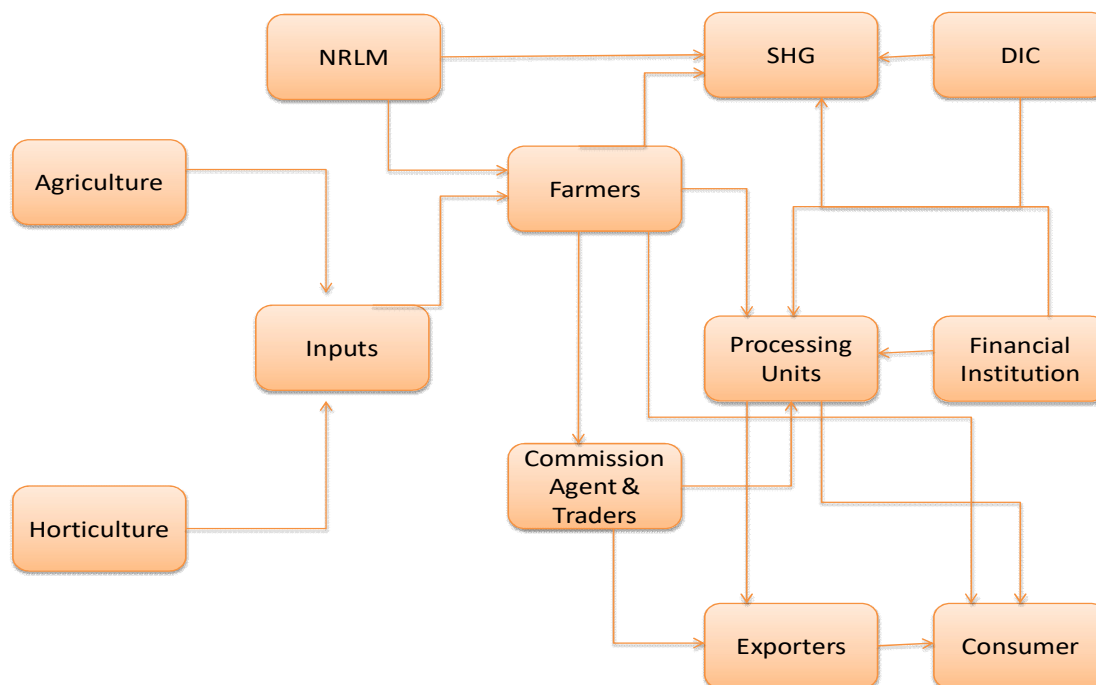 NRLM
SHG
DIC
Agriculture
Farmers
Inputs
Processing
Units
Financial
Institution
Commission
Agent &
Traders
Horticulture
Exporters
Consumer